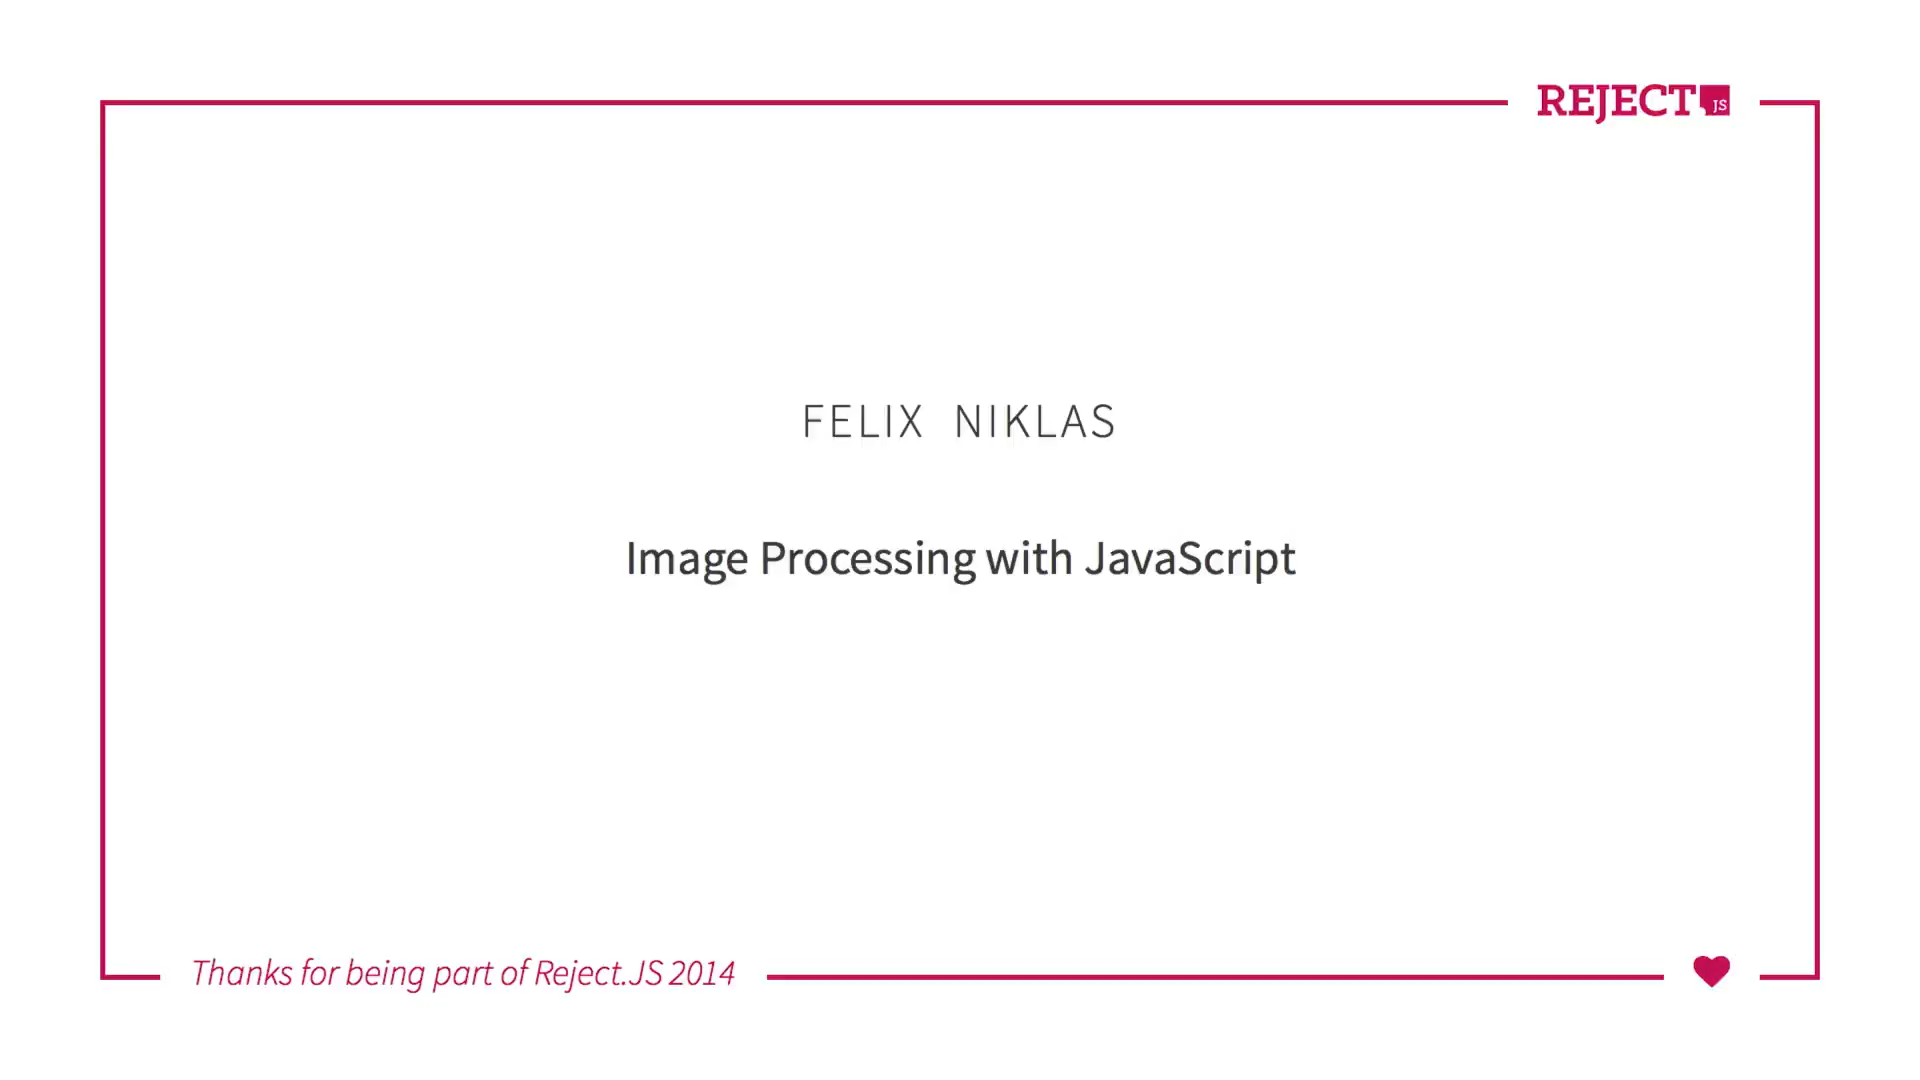 REJECT JS
FELIX NIKLAS
Image Processing with JavaScript
Thanks for being part of Reject.JS 2014